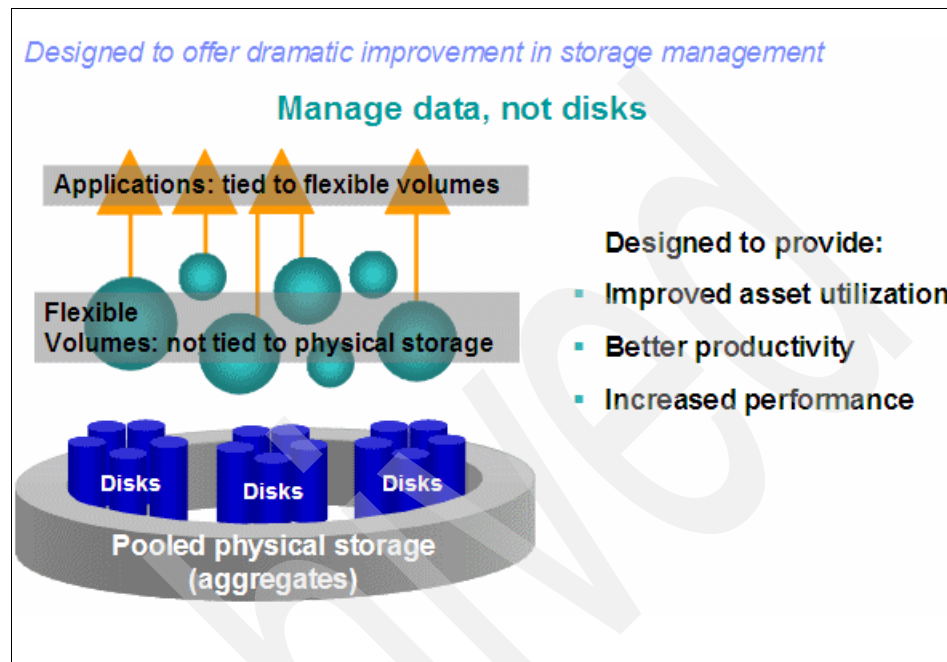 Designed to offer dramatic improvement in storage management
Manage data, not disks
Applications: tied to flexible volumes
Flexible
Volumes: not tied to physical storage
Designed to provide:
▪ Improved asset utilization
▪ Better productivity
▪ Increased performance
Disks
Disks
Disks
Pooled physical storage
(aggregates)
hived